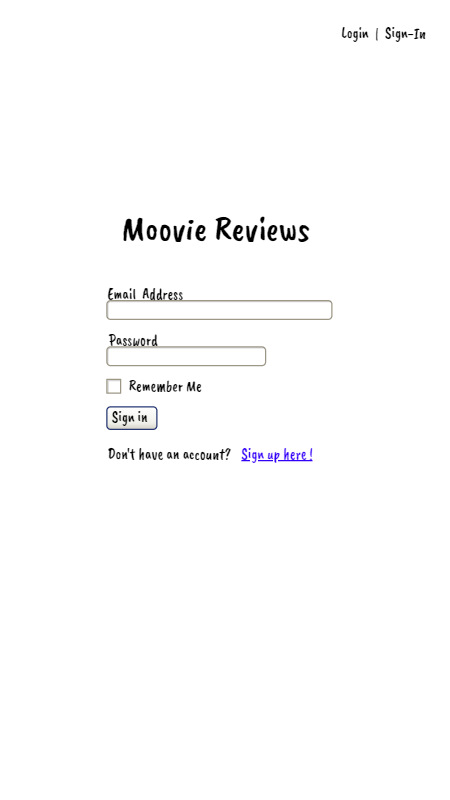 Login | Sign-In
Moovie Reviews
Email Address
Password
Remember Me
Sign in
Don't have an account? Sign up here !